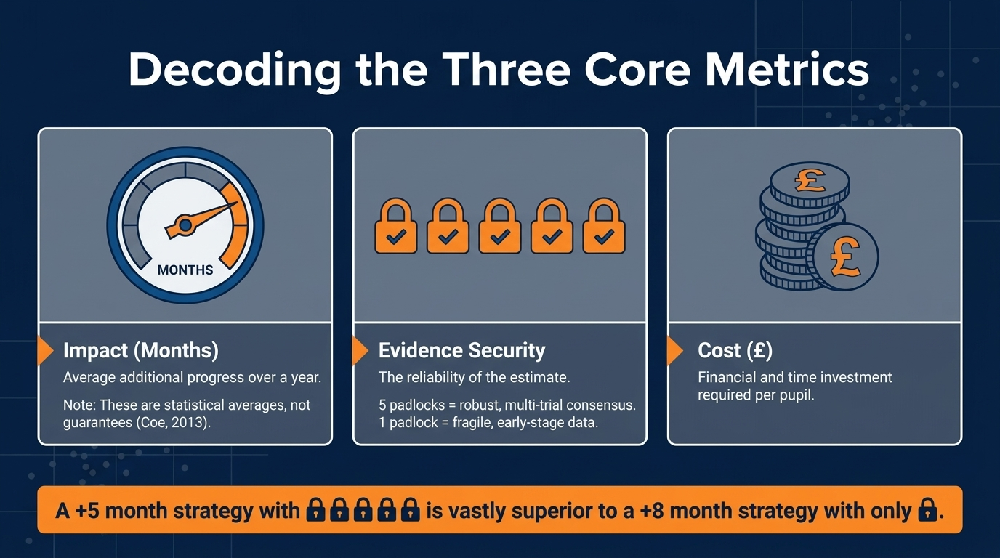 Decoding the Three Core Metrics
MONTHS
Impact (Months)
Average additional progress over a year.
Note: These are statistical averages, not
guarantees (Coe, 2013).
Evidence Security
The reliability of the estimate.
5 padlocks = robust, multi-trial consensus.
1 padlock = fragile, early-stage data.
£
£
Cost (£)
Financial and time investment
required per pupil.
A +5 month strategy with is vastly superior to a +8 month strategy with only .